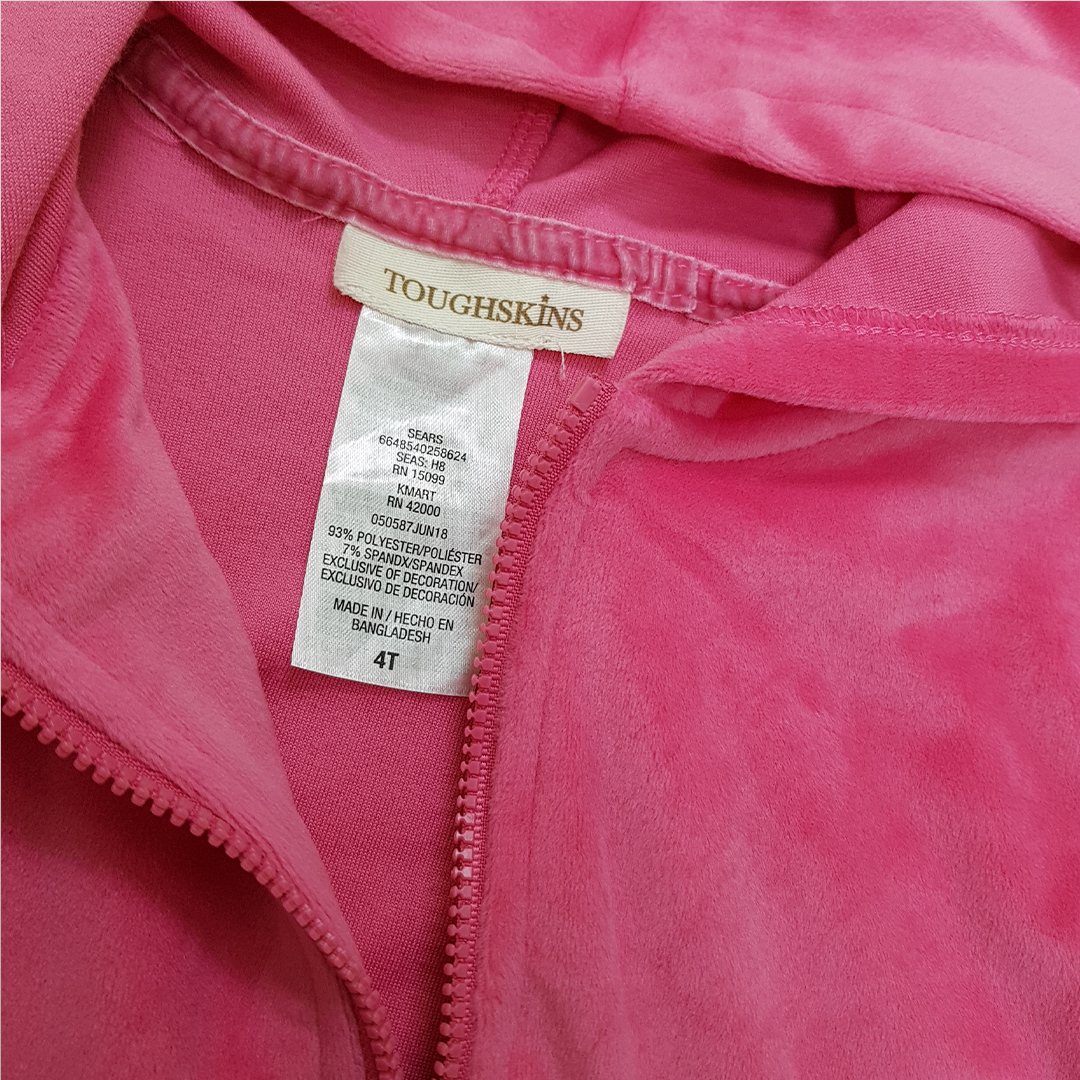 TOUGHSKINS
SEARS
6648540258624
SEAS: H8
RN 15099
KMART
RN 42000
050587JUN18
93% POLYESTER/POLIÉSTER
7% SPANDX/SPANDEX
EXCLUSIVE OF DECORATION/
EXCLUSIVO DE DECORACIÓN
MADE IN / HECHO EN
BANGLADESH
4T